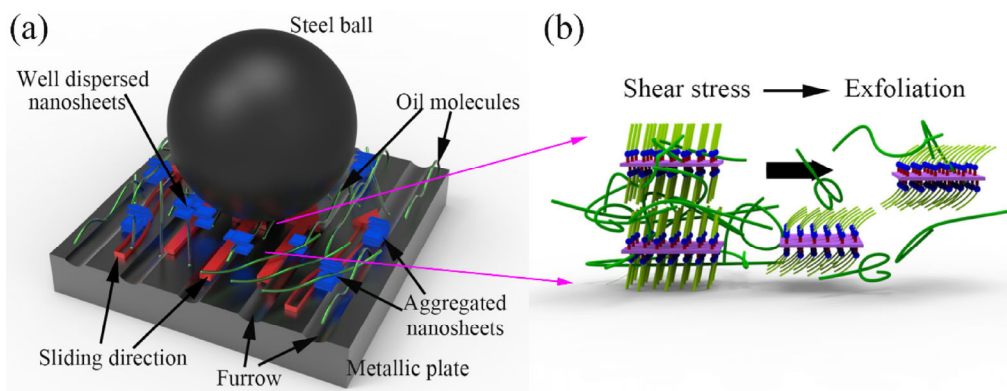 (a)
Steel ball
Well dispersed
nanosheets
Oil molecules
Aggregated
nanosheets
Sliding direction
Furrow
Metallic plate
(b)
Shear stress
Exfoliation